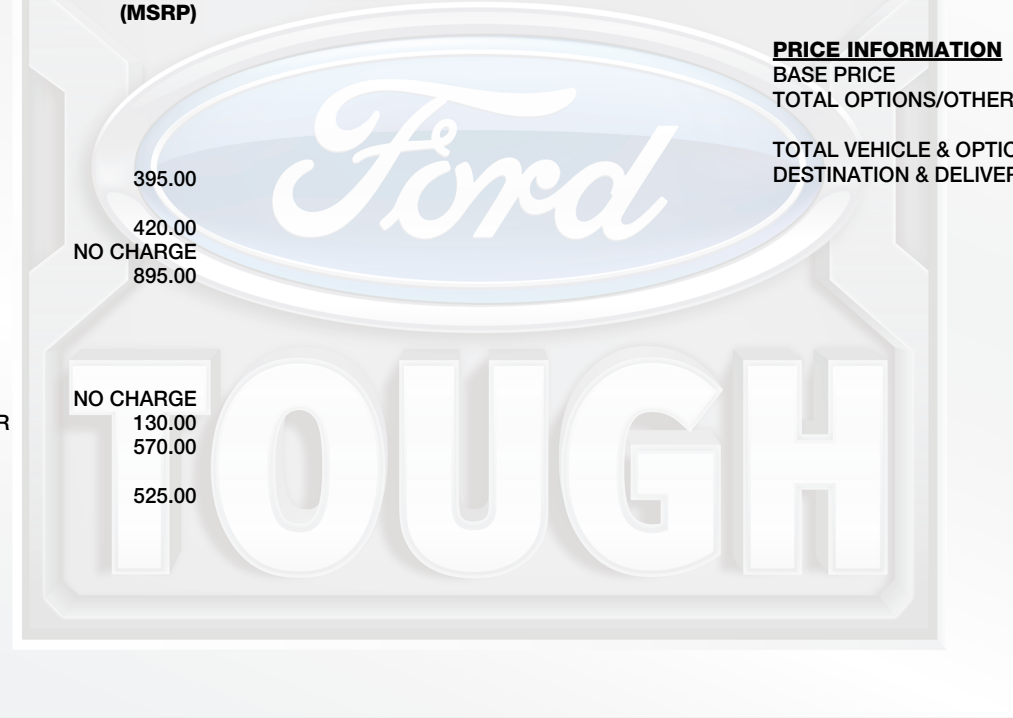 (MSRP)
395.00
420.00
NO CHARGE
895.00
NO CHARGE
R 130.00
570.00
525.00
PRICE INFORMATION
BASE PRICE
TOTAL OPTIONS/OTHER
TOTAL VEHICLE & OPTIO
DESTINATION & DELIVER
Ford
TOUGH